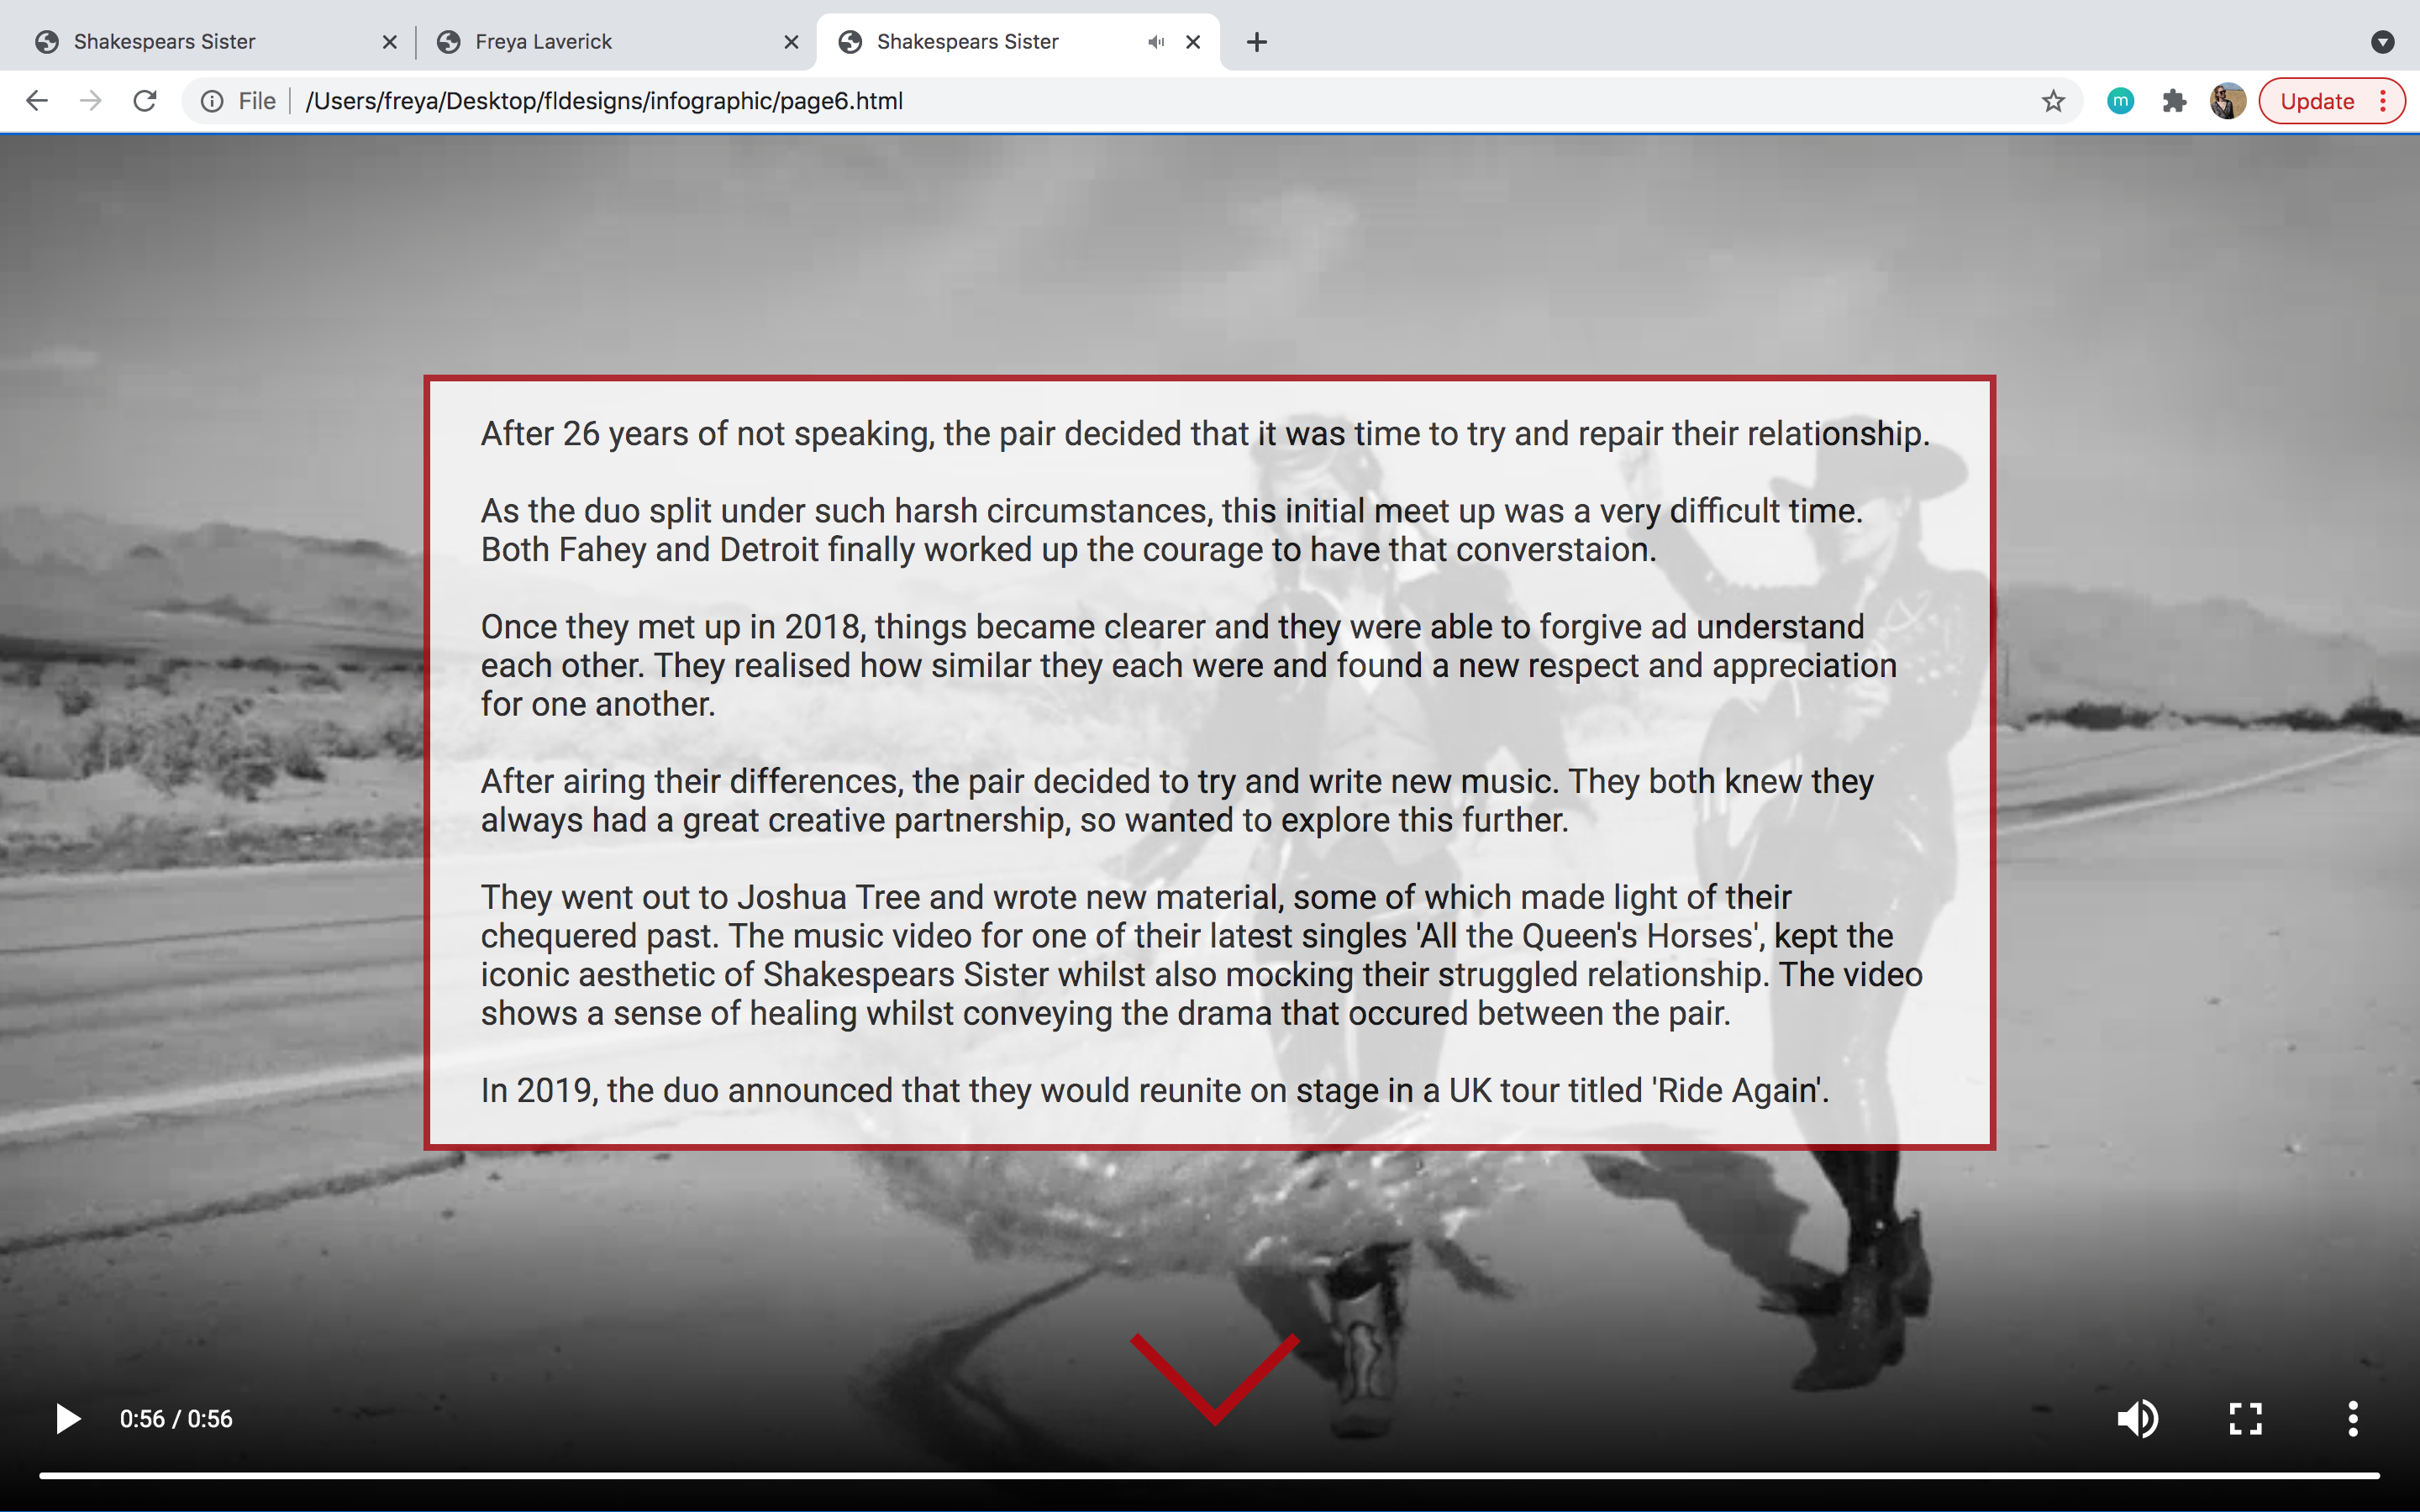 Shakespears Sister
Freya Laverick
Shakespears Sister
File
/Users/freya/Desktop/fldesigns/infographic/page6.html
m
Update
After 26 years of not speaking, the pair decided that it was time to try and repair their relationship.
As the duo split under such harsh circumstances, this initial meet up was a very difficult time.
Both Fahey and Detroit finally worked up the courage to have that converstaion.
Once they met up in 2018, things became clearer and they were able to forgive ad understand
each other. They realised how similar they each were and found a new respect and appreciation
for one another.
After airing their differences, the pair decided to try and write new music. They both knew they
always had a great creative partnership, so wanted to explore this further.
They went out to Joshua Tree and wrote new material, some of which made light of their
chequered past. The music video for one of their latest singles 'All the Queen's Horses', kept the
iconic aesthetic of Shakespears Sister whilst also mocking their struggled relationship. The video
shows a sense of healing whilst conveying the drama that occured between the pair.
In 2019, the duo announced that they would reunite on stage in a UK tour titled 'Ride Again'.
0:56 / 0:56